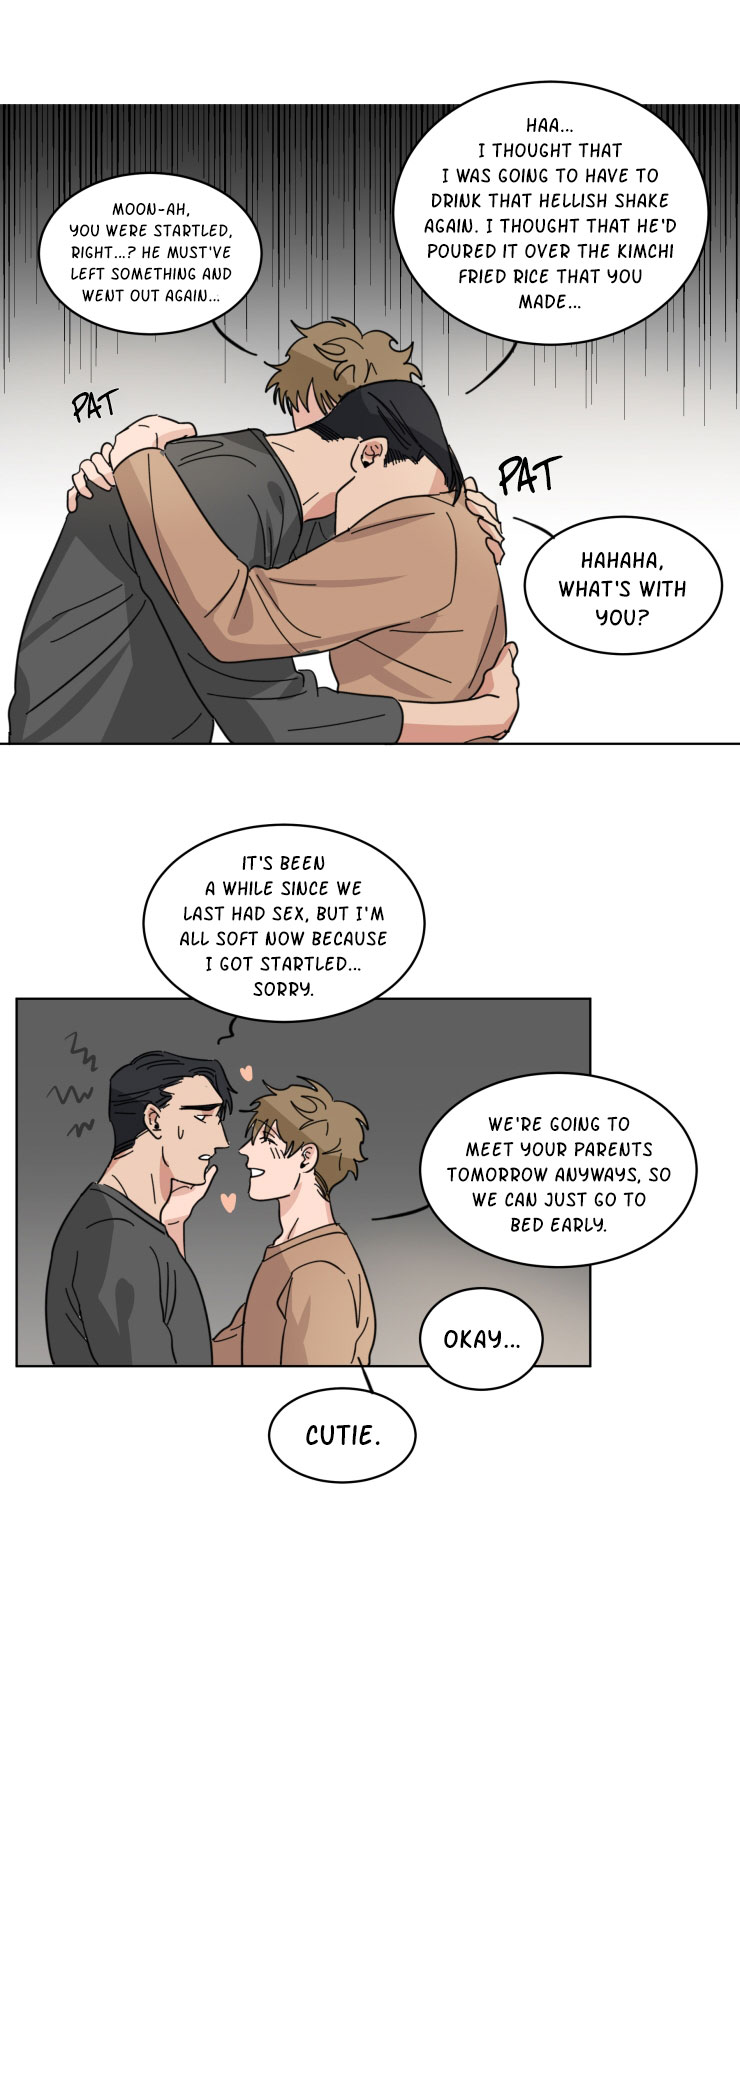 MOON-AH,
YOU WERE STARTLED,
RIGHT...? HE MUST'VE
LEFT SOMETHING AND
WENT OUT AGAIN...
HAA...
I THOUGHT THAT
I WAS GOING TO HAVE TO
DRINK THAT HELLISH SHAKE
AGAIN. I THOUGHT THAT HE'D
POURED IT OVER THE KIMCHI
FRIED RICE THAT YOU
MADE...
PAT
PAT
HAHAHA,
WHAT'S WITH
YOU?
IT'S BEEN
A WHILE SINCE WE
LAST HAD SEX, BUT I'M
ALL SOFT NOW BECAUSE
I GOT STARTLED...
SORRY.
WE'RE GOING TO
MEET YOUR PARENTS
TOMORROW ANYWAYS, SO
WE CAN JUST GO TO
BED EARLY.
OKAY...
CUTIE.